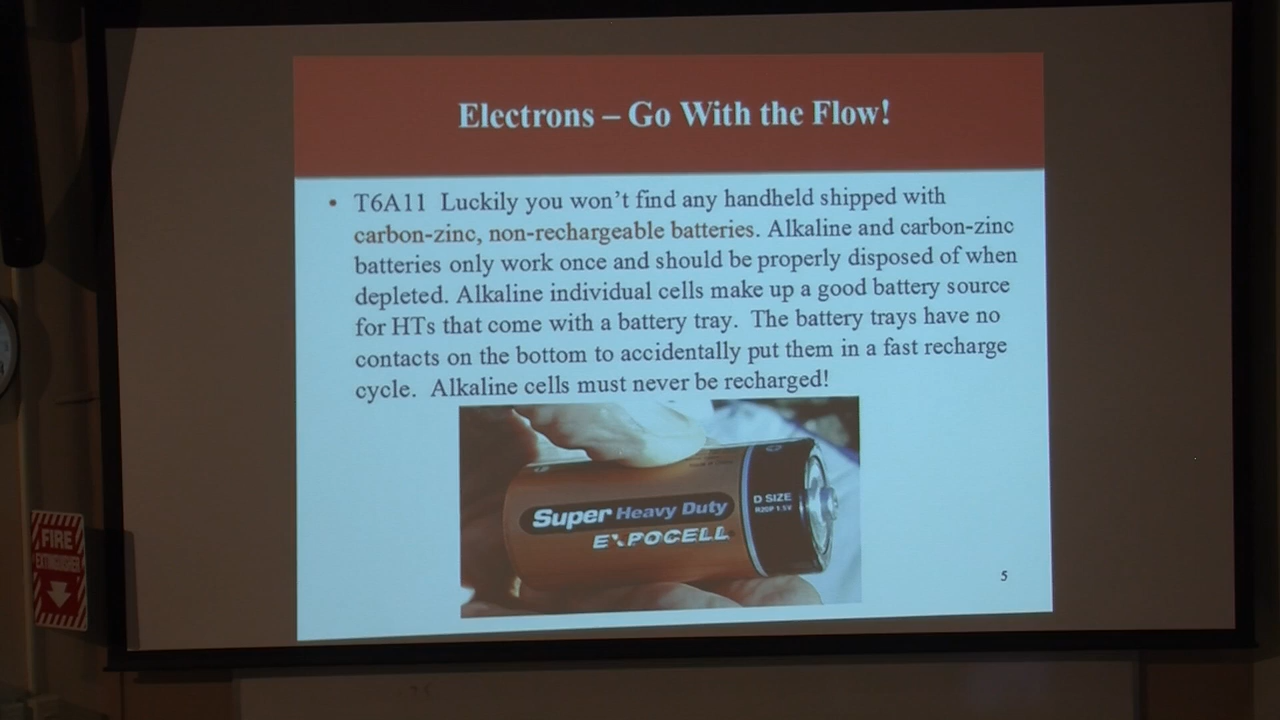 Electrons – Go With the Flow!
• T6A11 Luckily you won't find any handheld shipped with
carbon-zinc, non-rechargeable batteries. Alkaline and carbon-zinc
batteries only work once and should be properly disposed of when
depleted. Alkaline individual cells make up a good battery source
for HTs that come with a battery tray. The battery trays have no
contacts on the bottom to accidentally put them in a fast recharge
cycle. Alkaline cells must never be recharged!
Super Heavy Duty
EXPOCELL
D SIZE
R20P 1.5V
5
FIRE
EXTINGUISHER